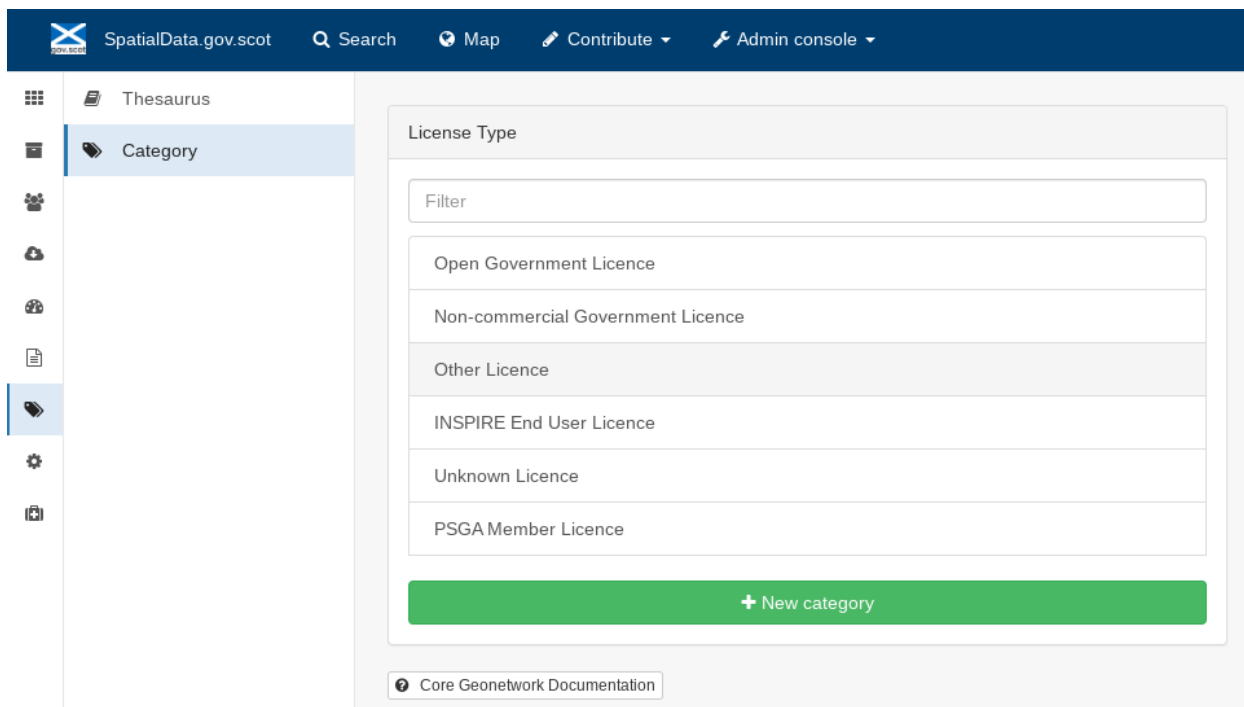 gov.scot SpatialData.gov.scot Search Map Contribute Admin console
Thesaurus
Category
License Type
Filter
Open Government Licence
Non-commercial Government Licence
Other Licence
INSPIRE End User Licence
Unknown Licence
PSGA Member Licence
New category
Core Geonetwork Documentation